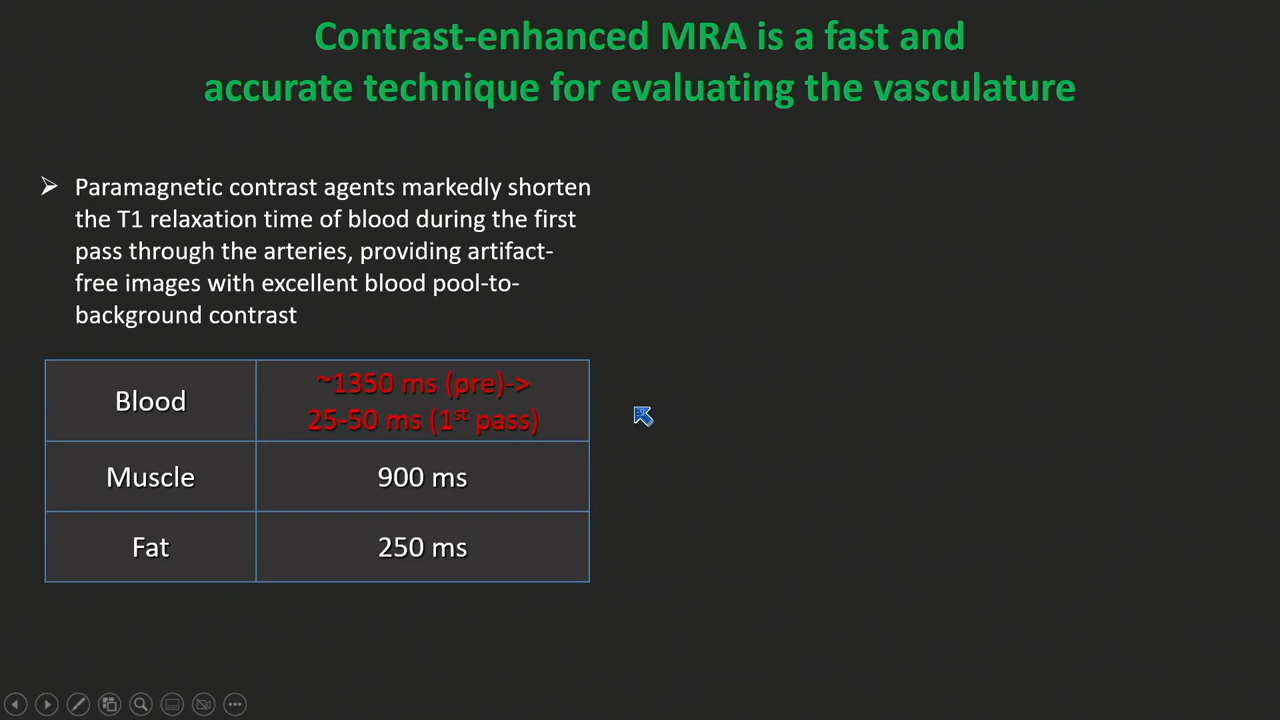 Contrast-enhanced MRA is a fast and
accurate technique for evaluating the vasculature
Paramagnetic contrast agents markedly shorten
the T1 relaxation time of blood during the first
pass through the arteries, providing artifact-
free images with excellent blood pool-to-
background contrast
Blood
~1350 ms (pre)->
25-50 ms (1st pass)
Muscle
900 ms
Fat
250 ms